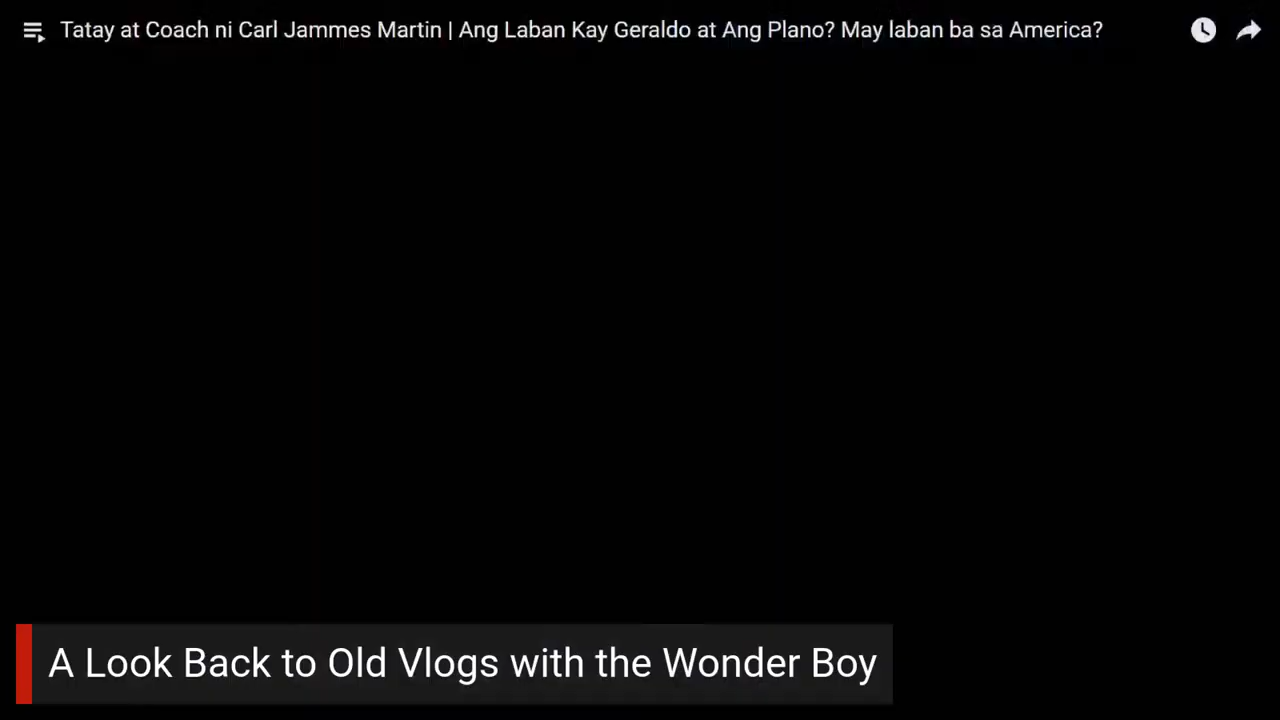 Tatay at Coach ni Carl Jammes Martin | Ang Laban Kay Geraldo at Ang Plano? May laban ba sa America?
A Look Back to Old Vlogs with the Wonder Boy